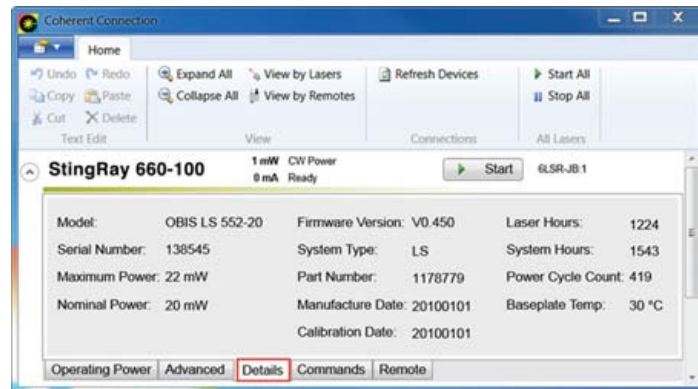 Coherent Connection
Home
Undo Redo Expand All View by Lasers Refresh Devices Start All
Copy Paste Collapse All View by Remotes Stop All
Cut Delete
Text Edit View Connections All Lasers
StingRay 660-100 1 mW CW Power Start 6LSR-JB:1
0 mA Ready
Model: OBIS LS 552-20 Firmware Version: V0.450 Laser Hours: 1224
Serial Number: 138545 System Type: LS System Hours: 1543
Maximum Power: 22 mW Part Number: 1178779 Power Cycle Count: 419
Nominal Power: 20 mW Manufacture Date: 20100101 Baseplate Temp: 30 °C
Calibration Date: 20100101
Operating Power Advanced Details Commands Remote